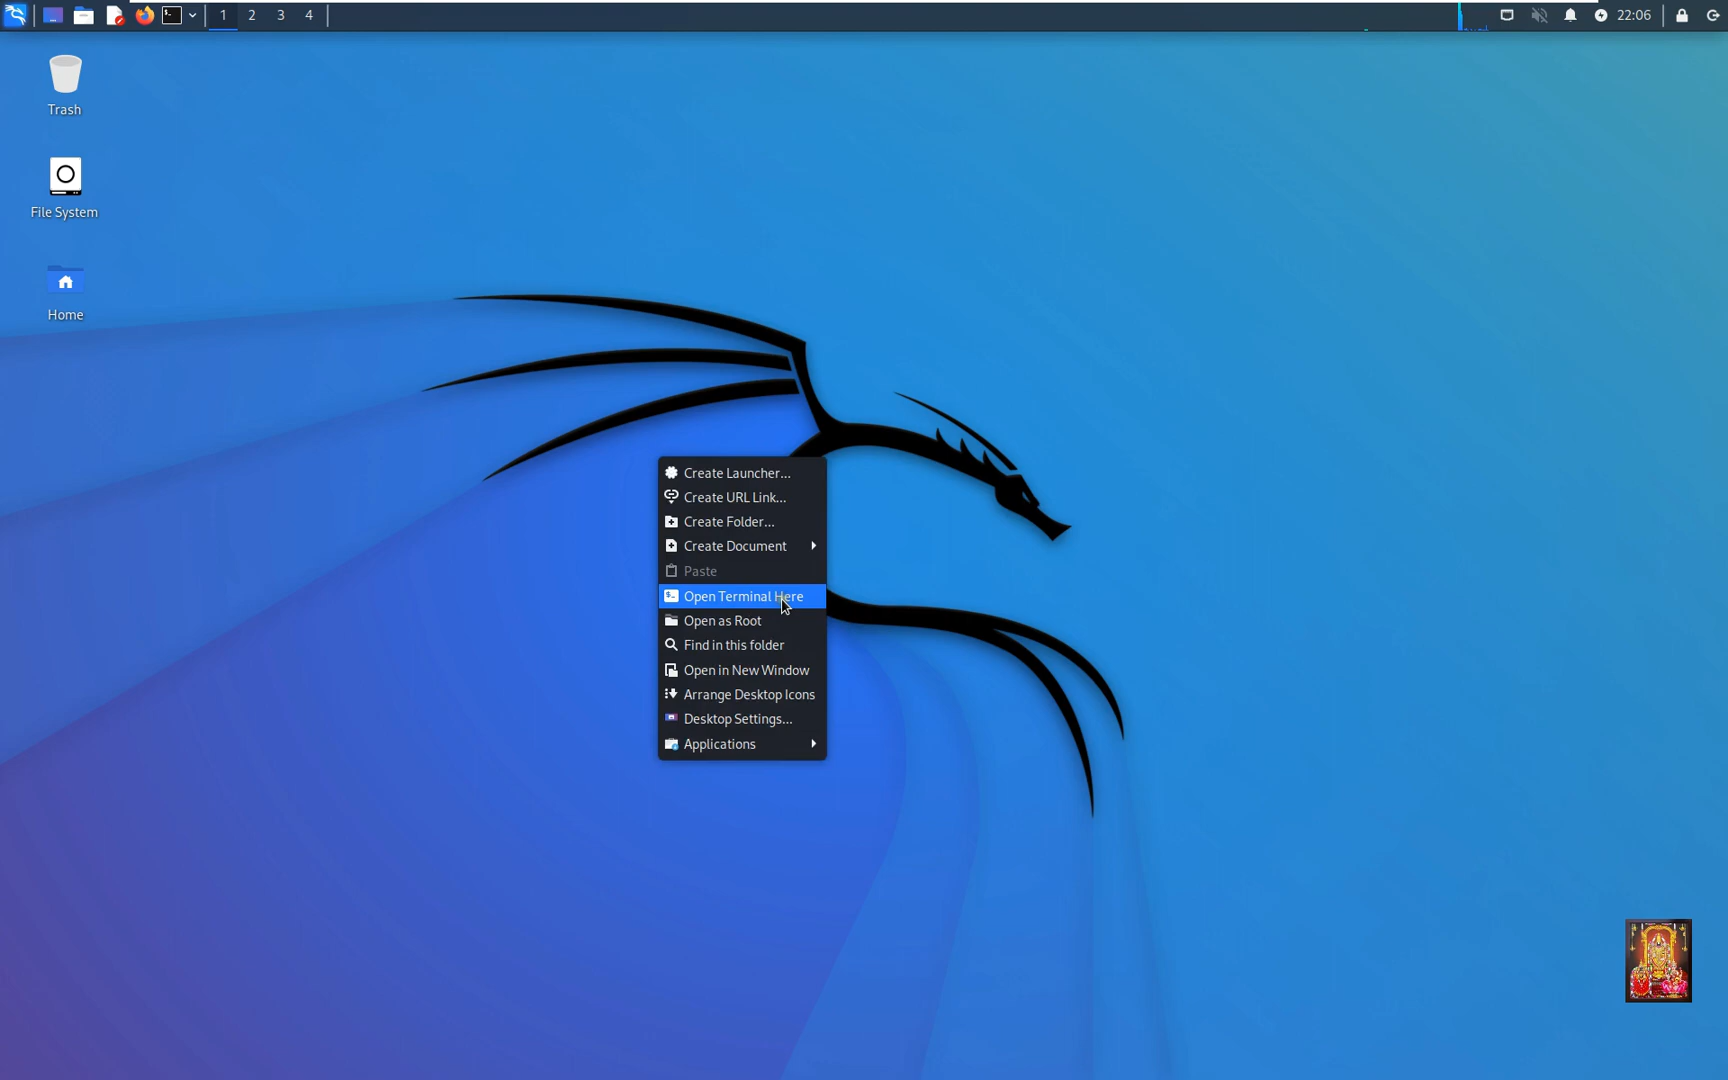 1 2 3 4
22:06
Trash
File System
Home
Create Launcher...
Create URL Link...
Create Folder...
Create Document
Paste
Open Terminal Here
Open as Root
Find in this folder
Open in New Window
Arrange Desktop Icons
Desktop Settings...
Applications